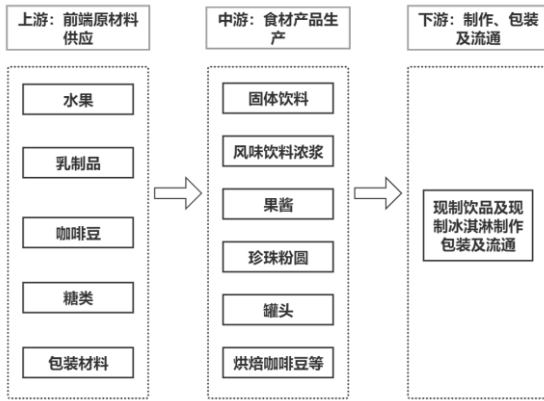 上游：前端原材料
供应
水果
乳制品
咖啡豆
糖类
包装材料
中游：食材产品生
产
固体饮料
风味饮料浓浆
果酱
珍珠粉圆
罐头
烘焙咖啡豆等
下游：制作、包装
及流通
现制饮品及现
制冰淇淋制作
包装及流通